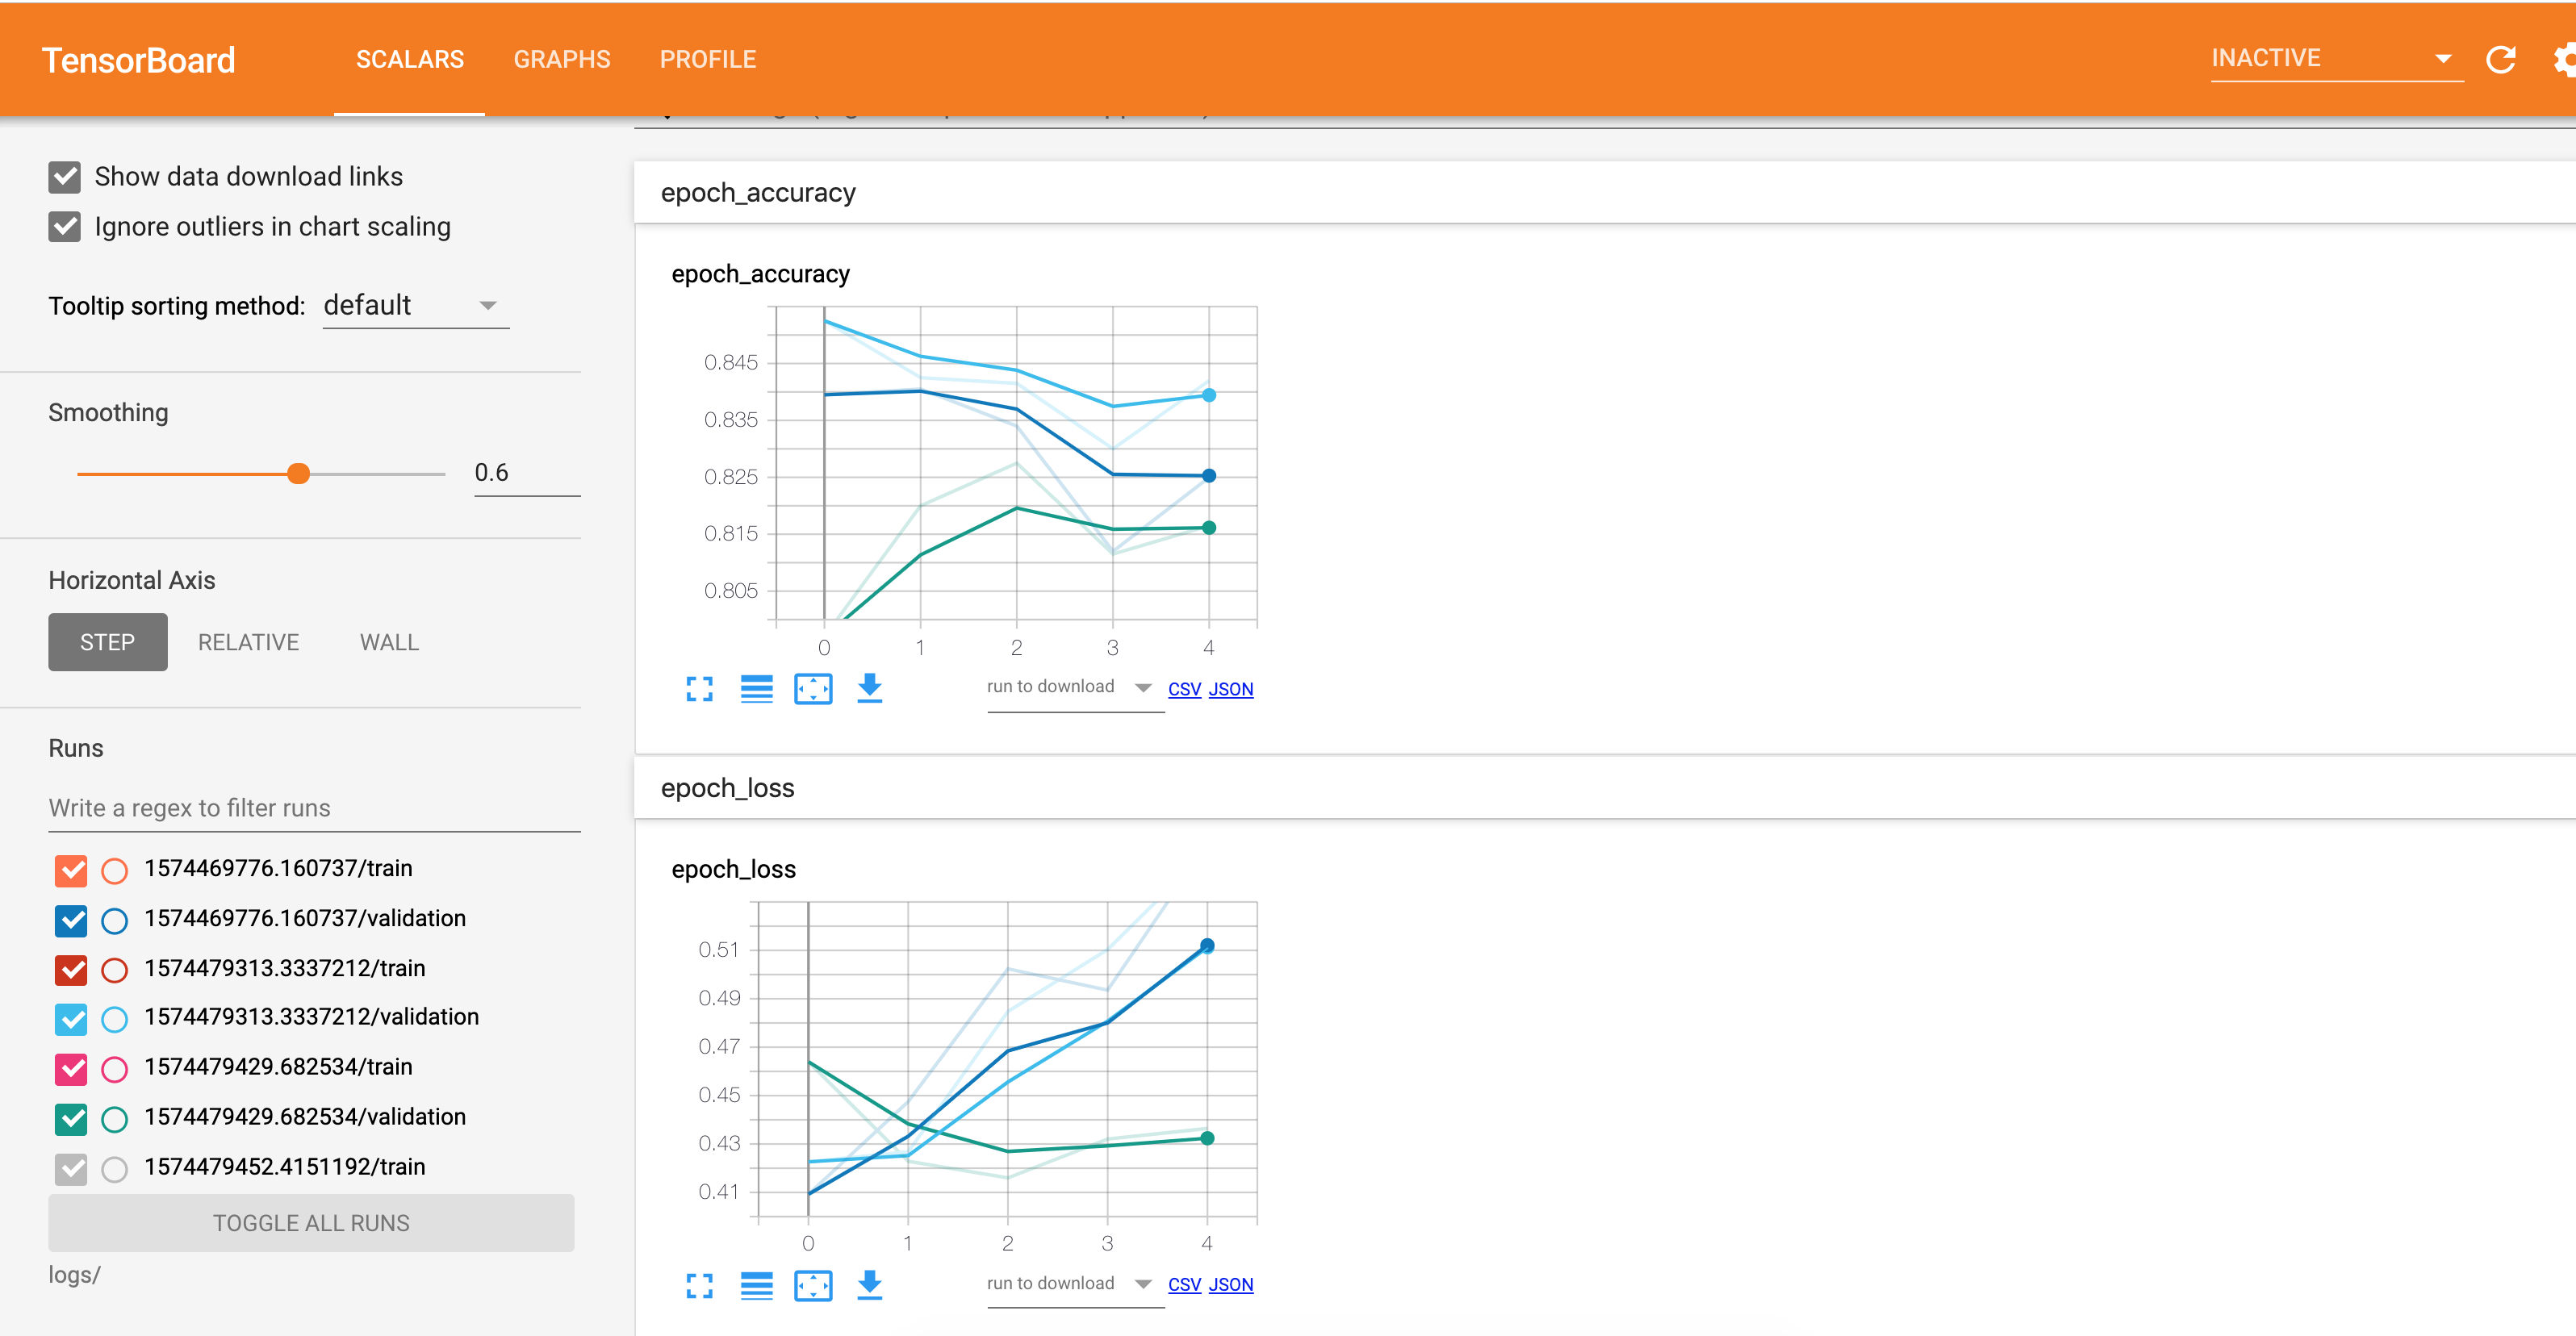 TensorBoard SCALARS GRAPHS PROFILE INACTIVE
Show data download links
Ignore outliers in chart scaling
Tooltip sorting method: default
Smoothing
0.6
Horizontal Axis
STEP RELATIVE WALL
Runs
Write a regex to filter runs
1574469776.160737/train
1574469776.160737/validation
1574479313.3337212/train
1574479313.3337212/validation
1574479429.682534/train
1574479429.682534/validation
1574479452.4151192/train
TOGGLE ALL RUNS
logs/
epoch_accuracy
epoch_accuracy
0.845
0.835
0.825
0.815
0.805
0 1 2 3 4
run to download CSV JSON
epoch_loss
epoch_loss
0.51
0.49
0.47
0.45
0.43
0.41
0 1 2 3 4
run to download CSV JSON